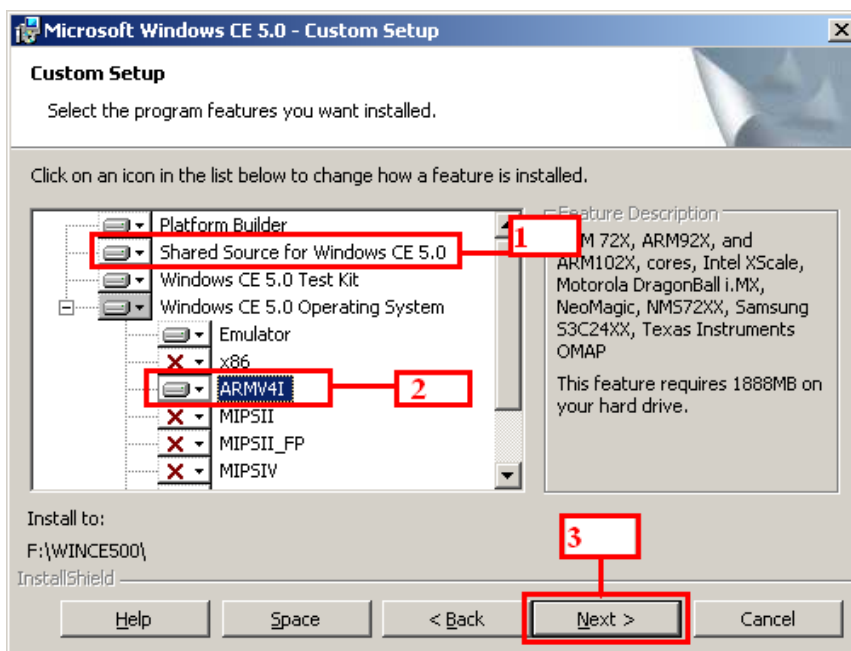 Microsoft Windows CE 5.0 - Custom Setup
Custom Setup
Select the program features you want installed.
Click on an icon in the list below to change how a feature is installed.
Platform Builder
Shared Source for Windows CE 5.0
1
Windows CE 5.0 Test Kit
Windows CE 5.0 Operating System
Emulator
x86
ARMV4I
2
MIPSII
MIPSII_FP
MIPSIV
Feature Description
72X, ARM92X, and
ARM102X, cores, Intel XScale,
Motorola DragonBall i.MX,
NeoMagic, NMS72XX, Samsung
S3C24XX, Texas Instruments
OMAP
This feature requires 1888MB on
your hard drive.
Install to:
F:\WINCE500\
3
InstallShield
Help
Space
< Back
Next >
Cancel